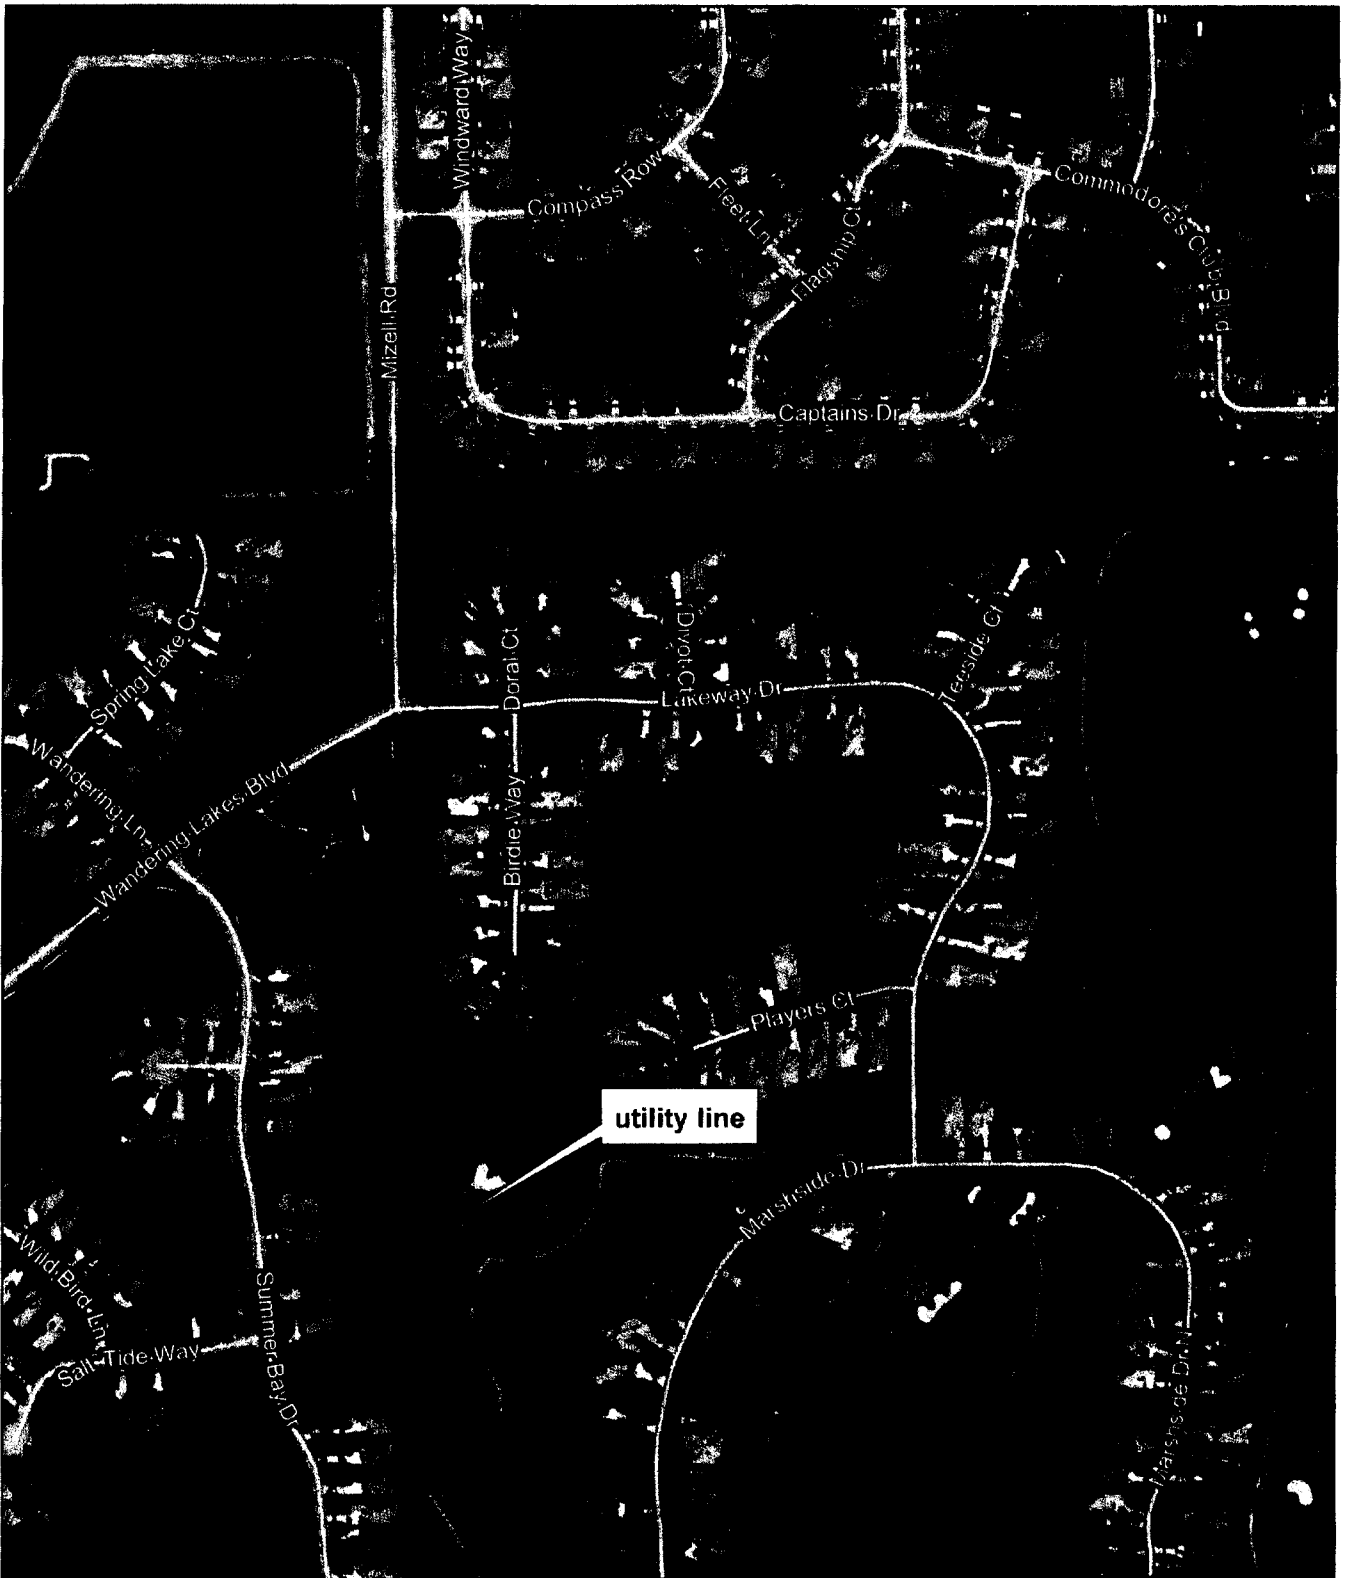 Windward Way
Compass Row
Fleet Ln
Flagship Ct
Commodore's Club Blvd
Mizell Rd
Captains Dr
Spring Lake Ct
Doral Ct
Divot Ct
Teeside Ct
Lakeway Dr
Wandering Ln
Wandering Lakes Blvd
Birdie Way
Players Ct
utility line
Marshside Dr
Wild Bird Ln
Salt Tide Way
Summer Bay Dr
Marshside Dr N